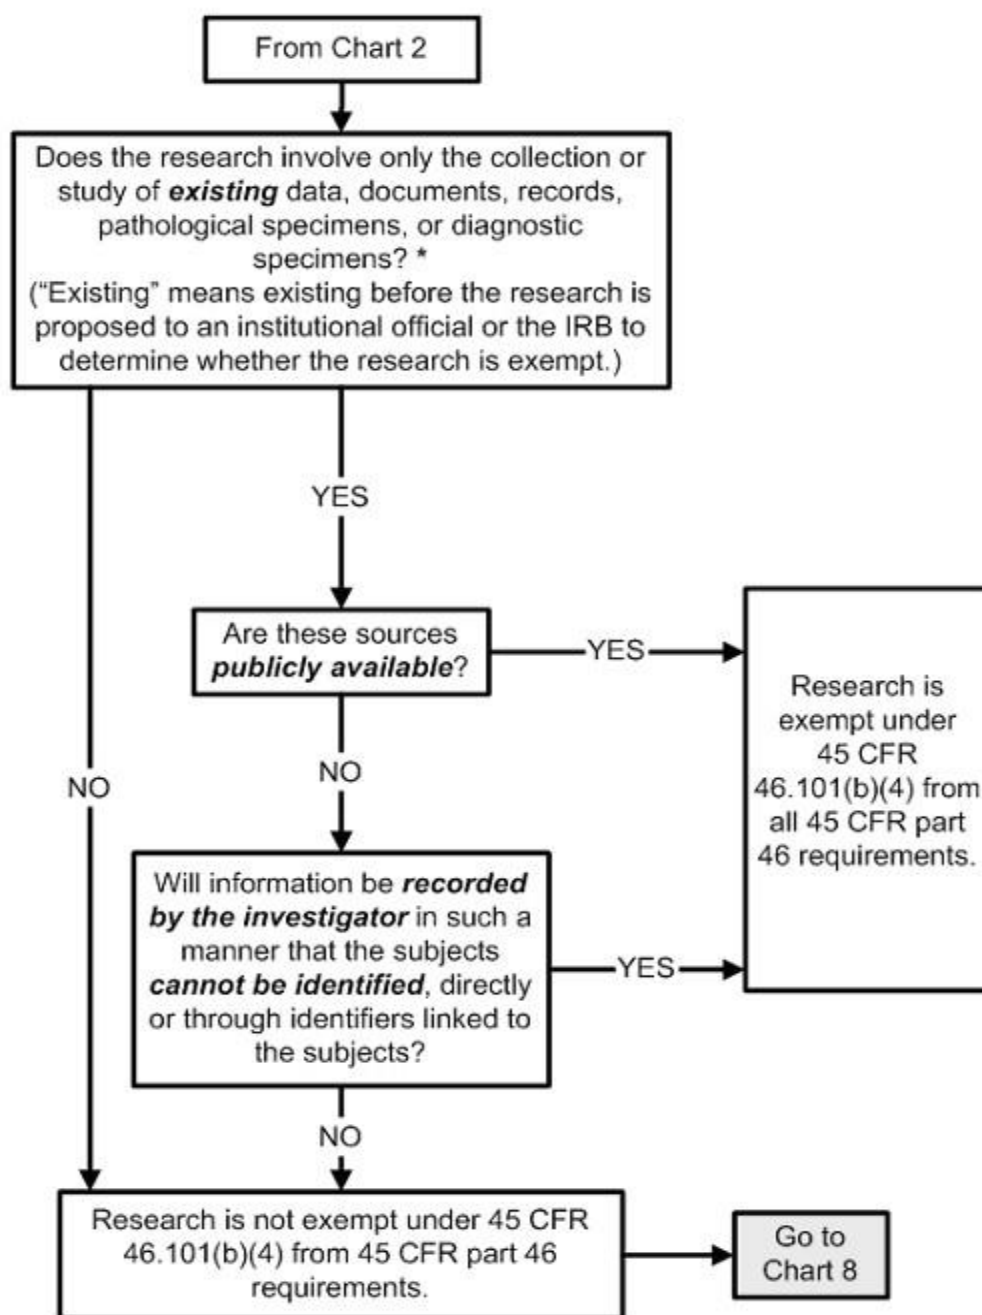 From Chart 2
Does the research involve only the collection or
study of existing data, documents, records,
pathological specimens, or diagnostic
specimens? *
(“Existing” means existing before the research is
proposed to an institutional official or the IRB to
determine whether the research is exempt.)
YES
Are these sources
publicly available?
YES
Research is
exempt under
45 CFR
46.101(b)(4) from
all 45 CFR part
46 requirements.
NO
NO
Will information be recorded
by the investigator in such a
manner that the subjects
cannot be identified, directly
or through identifiers linked to
the subjects?
YES
NO
Research is not exempt under 45 CFR
46.101(b)(4) from 45 CFR part 46
requirements.
Go to
Chart 8